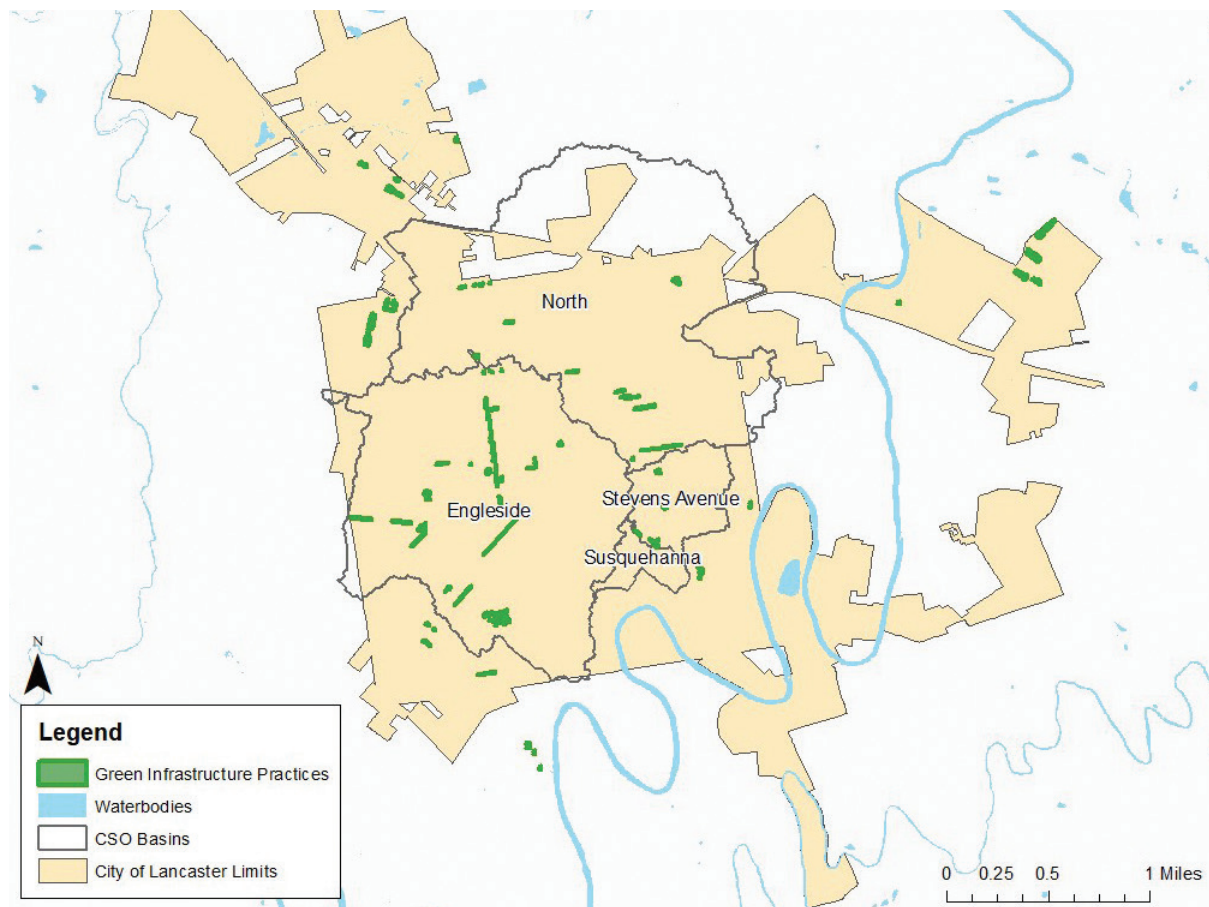 North
Stevens Avenue
Engleside
Susquehanna
N
Legend
Green Infrastructure Practices
Waterbodies
CSO Basins
City of Lancaster Limits
0 0.25 0.5 1 Miles